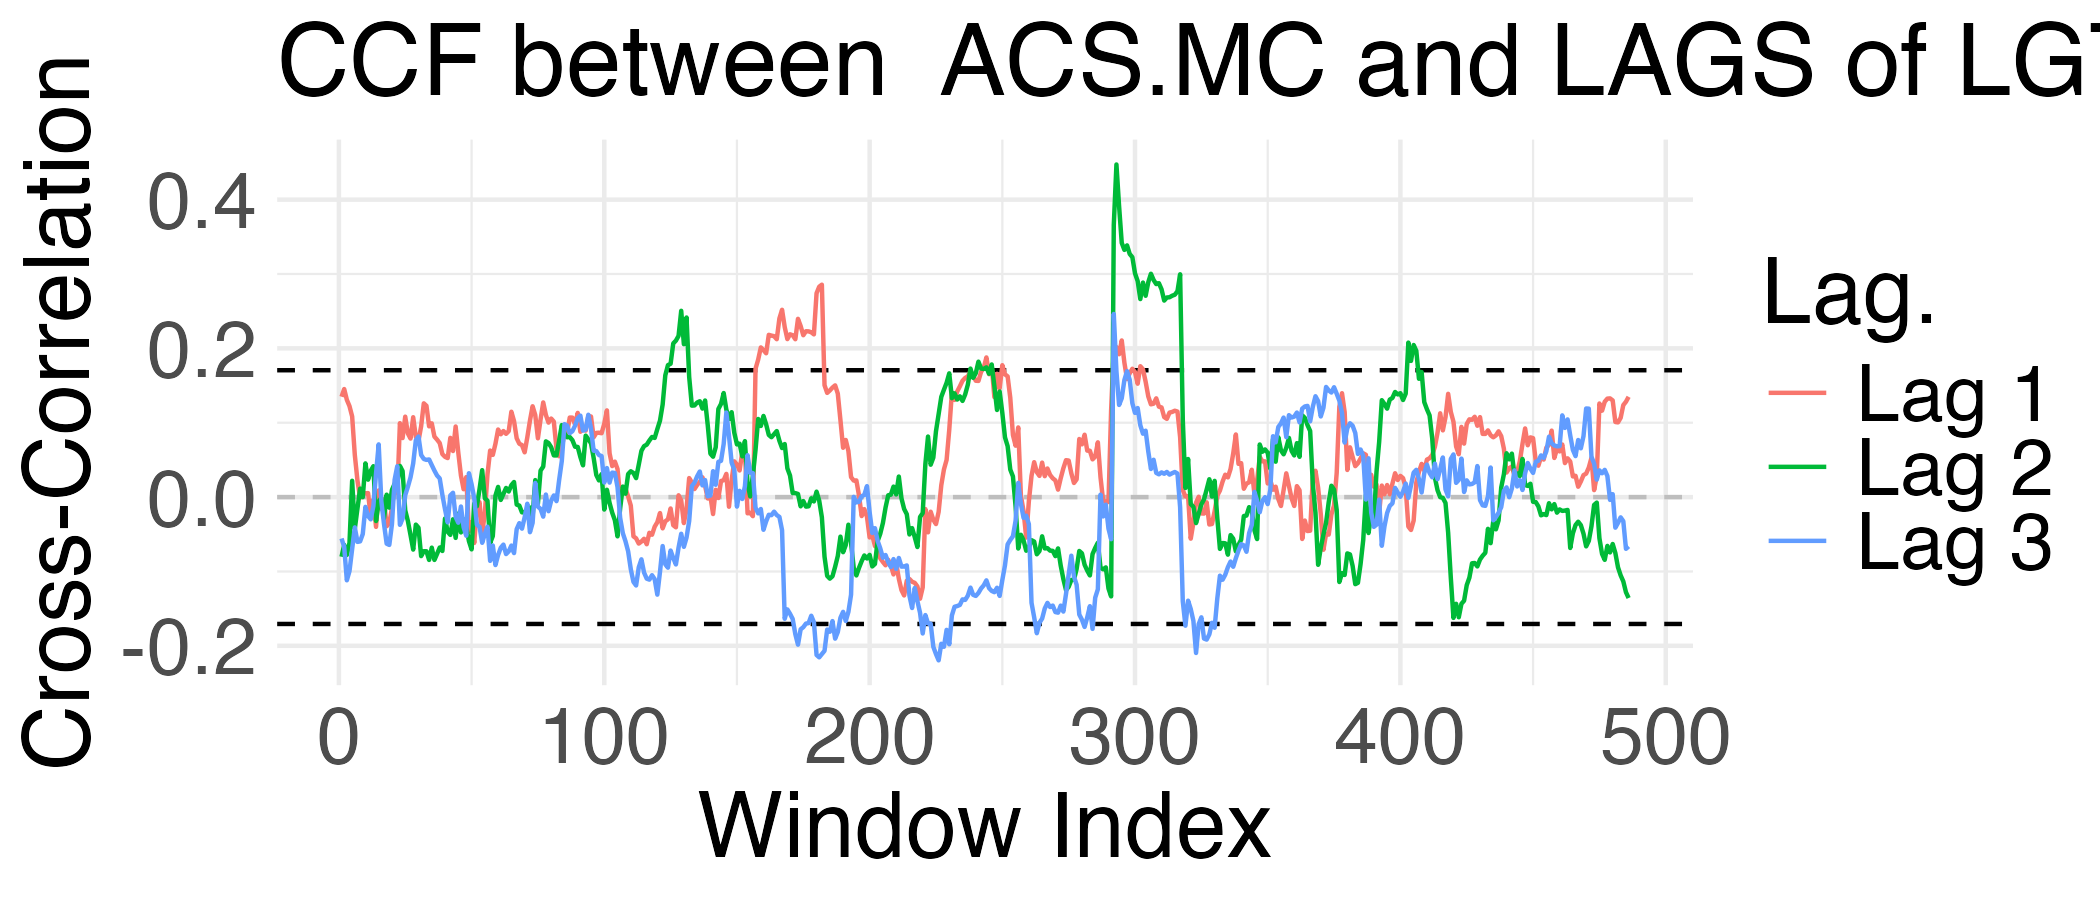 CCF between  ACS.MC and LAGS of LG
Cross-Correlation
0.4
0.2
0.0
-0.2
0
100
200
300
400
500
Window Index
Lag.
Lag 1
Lag 2
Lag 3